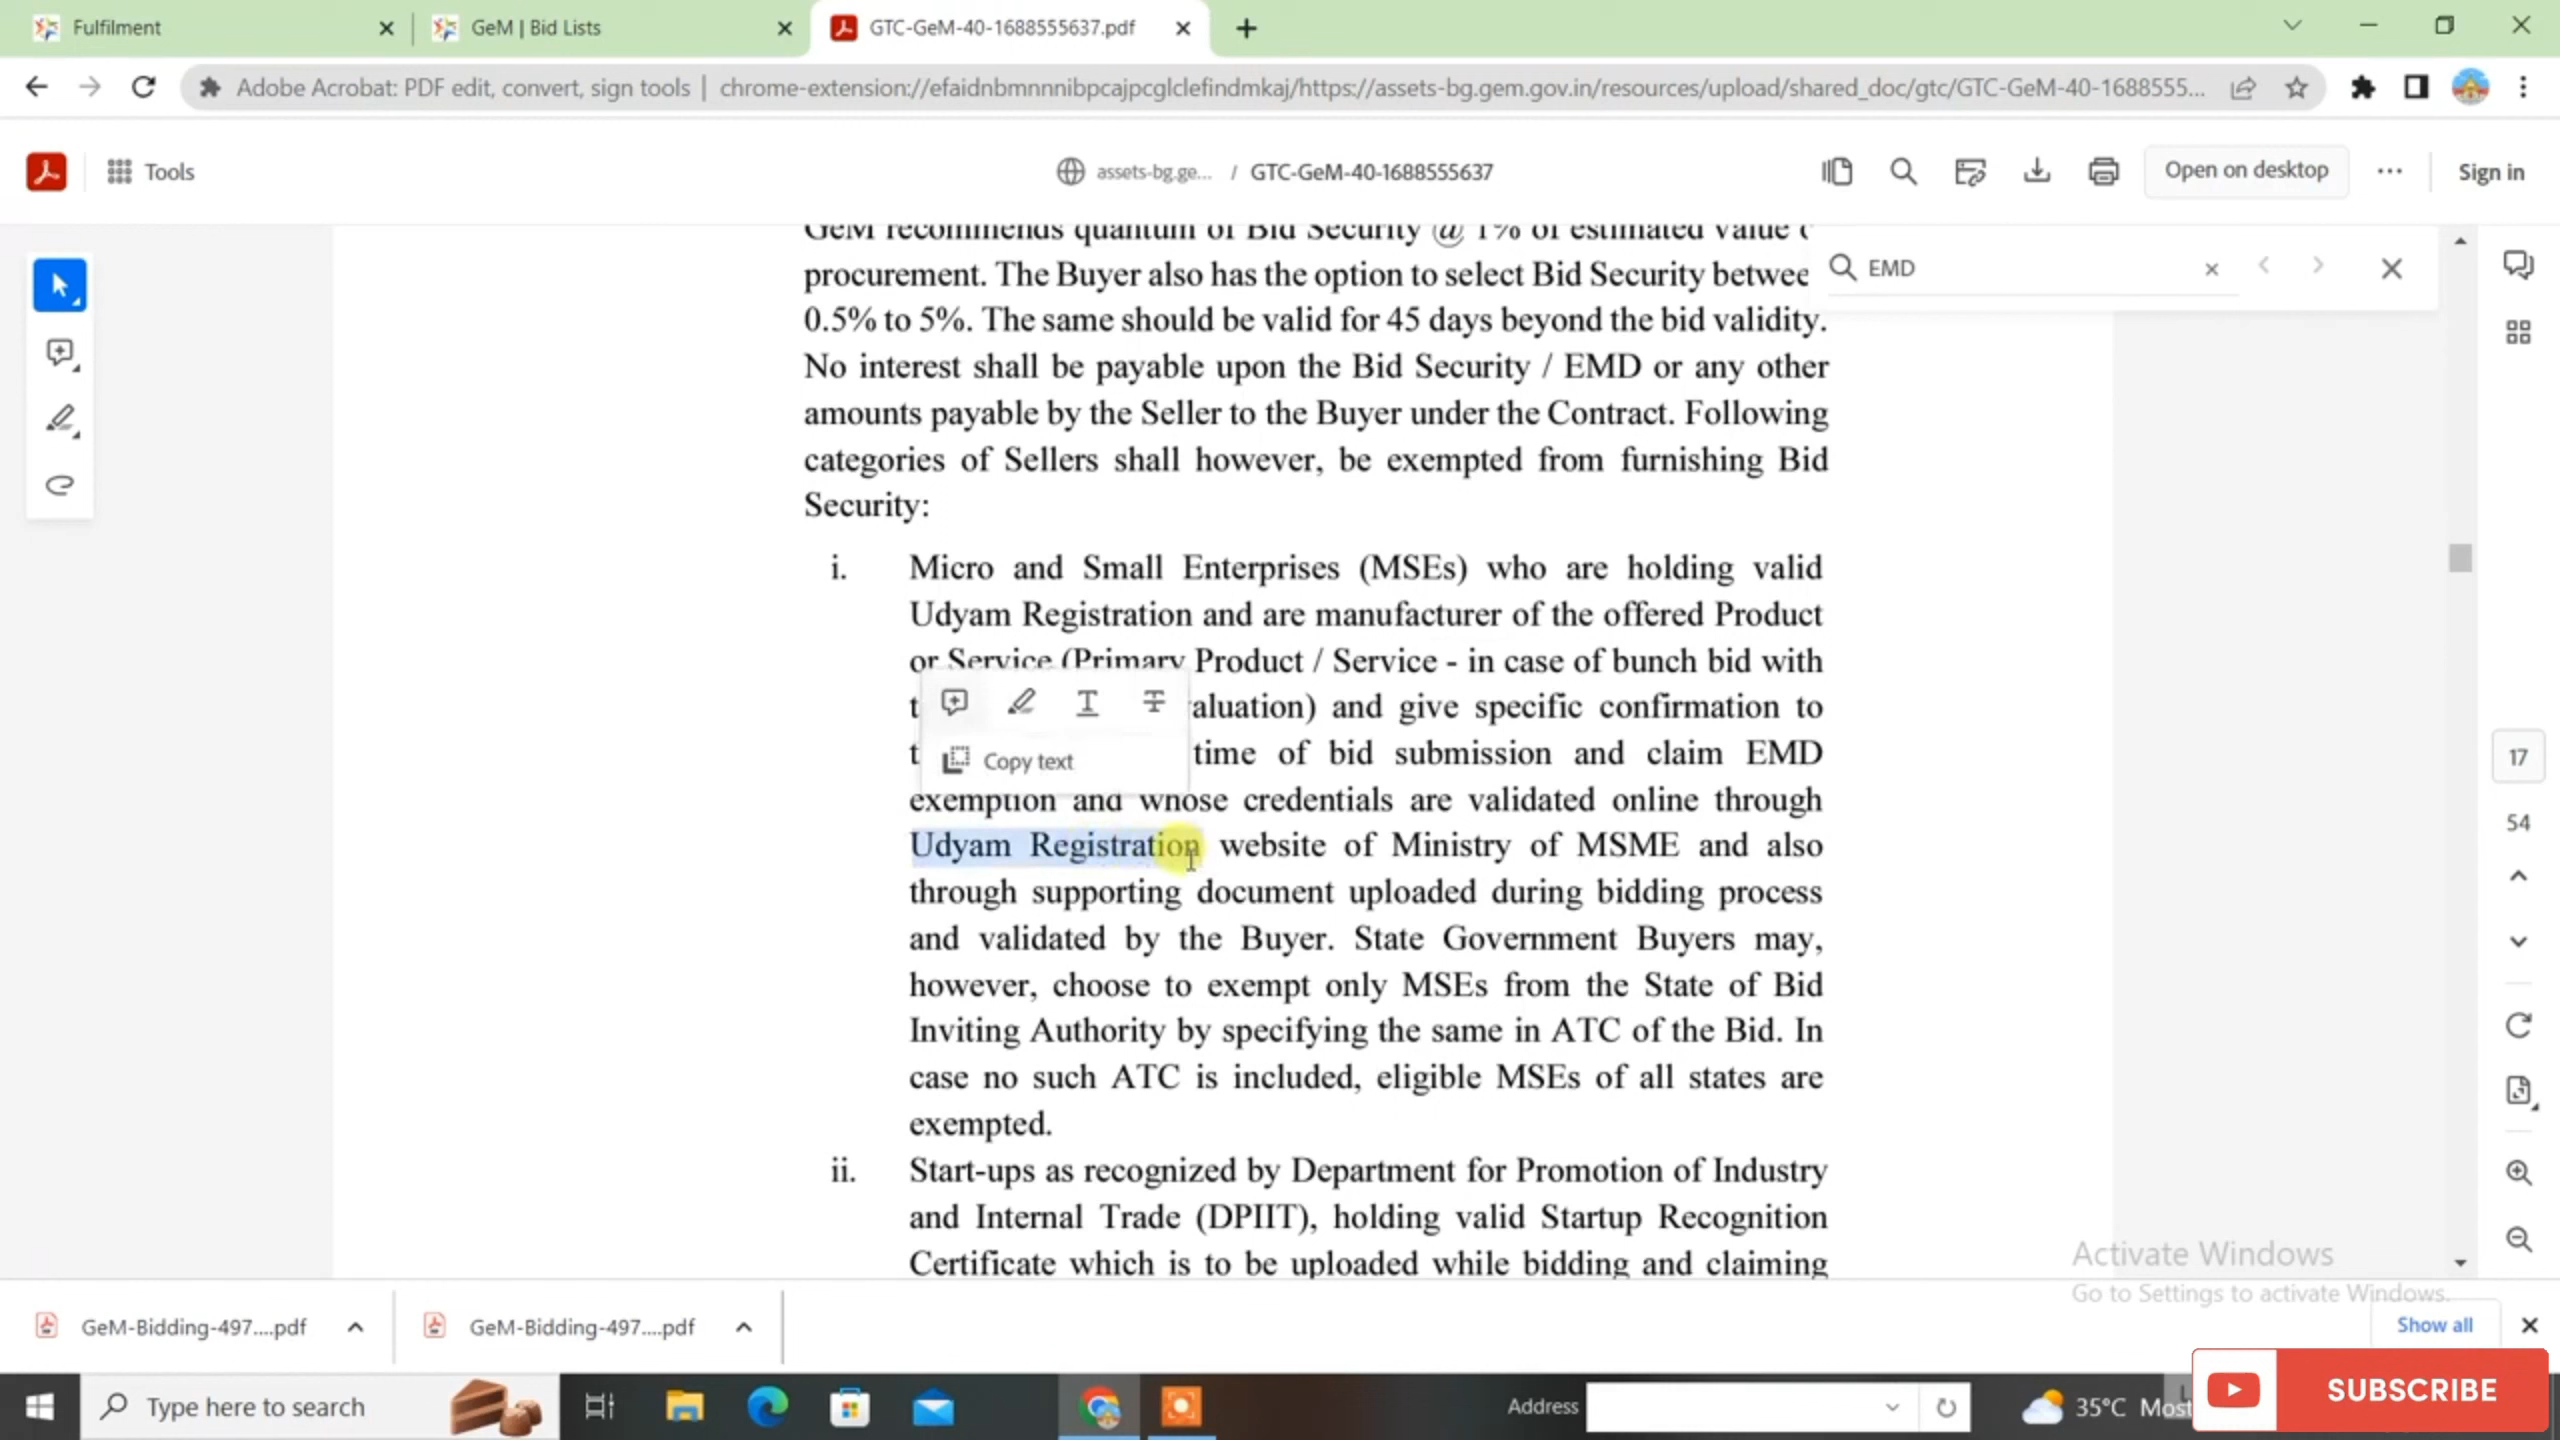 Fulfilment
GeM | Bid Lists
GTC-GeM-40-1688555637.pdf
Adobe Acrobat: PDF edit, convert, sign tools | chrome-extension://efaidnbmnnnibpcajpcglclefindmkaj/https://assets-bg.gem.gov.in/resources/upload/shared_doc/gtc/GTC-GeM-40-1688555...
Tools
assets-bg.ge... / GTC-GeM-40-1688555637
Open on desktop
Sign in
EMD
GeM recommends quantum of Bid Security @ 1% of estimated value
procurement. The Buyer also has the option to select Bid Security betwee
0.5% to 5%. The same should be valid for 45 days beyond the bid validity.
No interest shall be payable upon the Bid Security / EMD or any other
amounts payable by the Seller to the Buyer under the Contract. Following
categories of Sellers shall however, be exempted from furnishing Bid
Security:
i. Micro and Small Enterprises (MSEs) who are holding valid
Udyam Registration and are manufacturer of the offered Product
or Service (Primary Product / Service - in case of bunch bid with
t aluation) and give specific confirmation to
t time of bid submission and claim EMD
Copy text
exemption and whose credentials are validated online through
Udyam Registration website of Ministry of MSME and also
through supporting document uploaded during bidding process
and validated by the Buyer. State Government Buyers may,
however, choose to exempt only MSEs from the State of Bid
Inviting Authority by specifying the same in ATC of the Bid. In
case no such ATC is included, eligible MSEs of all states are
exempted.
ii. Start-ups as recognized by Department for Promotion of Industry
and Internal Trade (DPIIT), holding valid Startup Recognition
Certificate which is to be uploaded while bidding and claiming
17
54
Activate Windows
Go to Settings to activate Windows.
GeM-Bidding-497....pdf
GeM-Bidding-497....pdf
Show all
Type here to search
Address
35°C Most
SUBSCRIBE